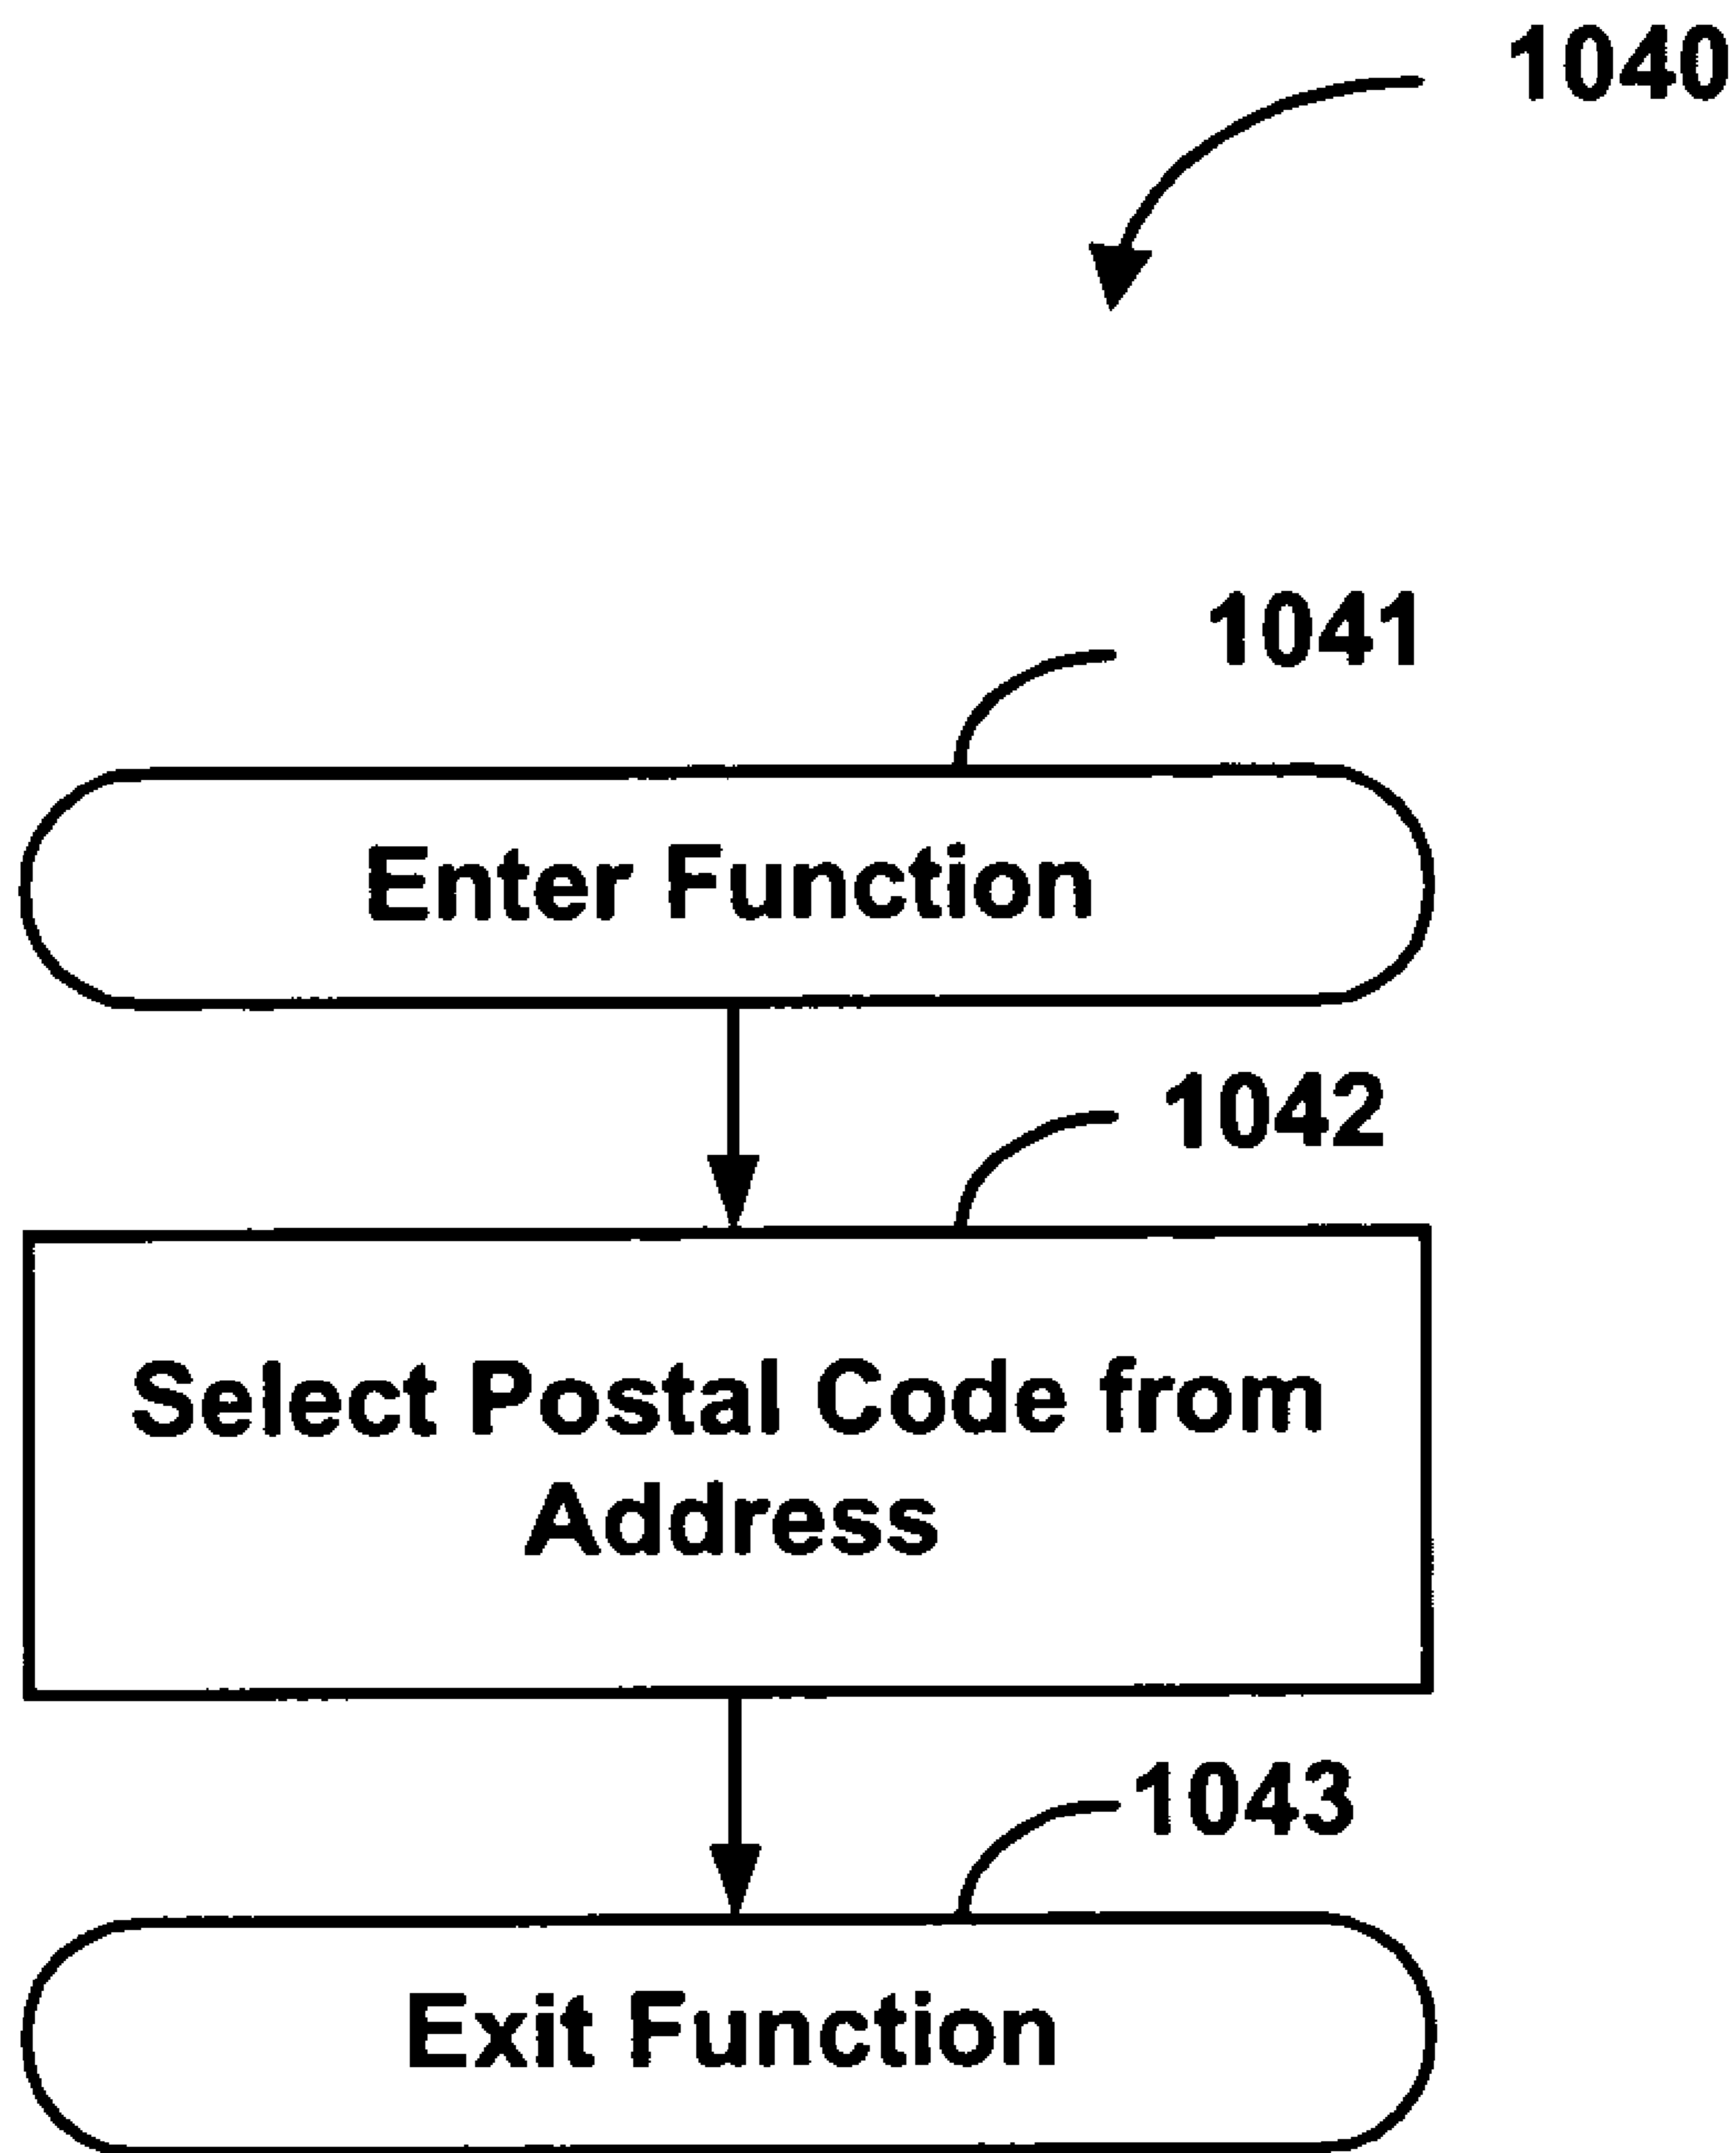 1040
1041
Enter Function
1042
Select Postal Code from
Address
1043
Exit Function